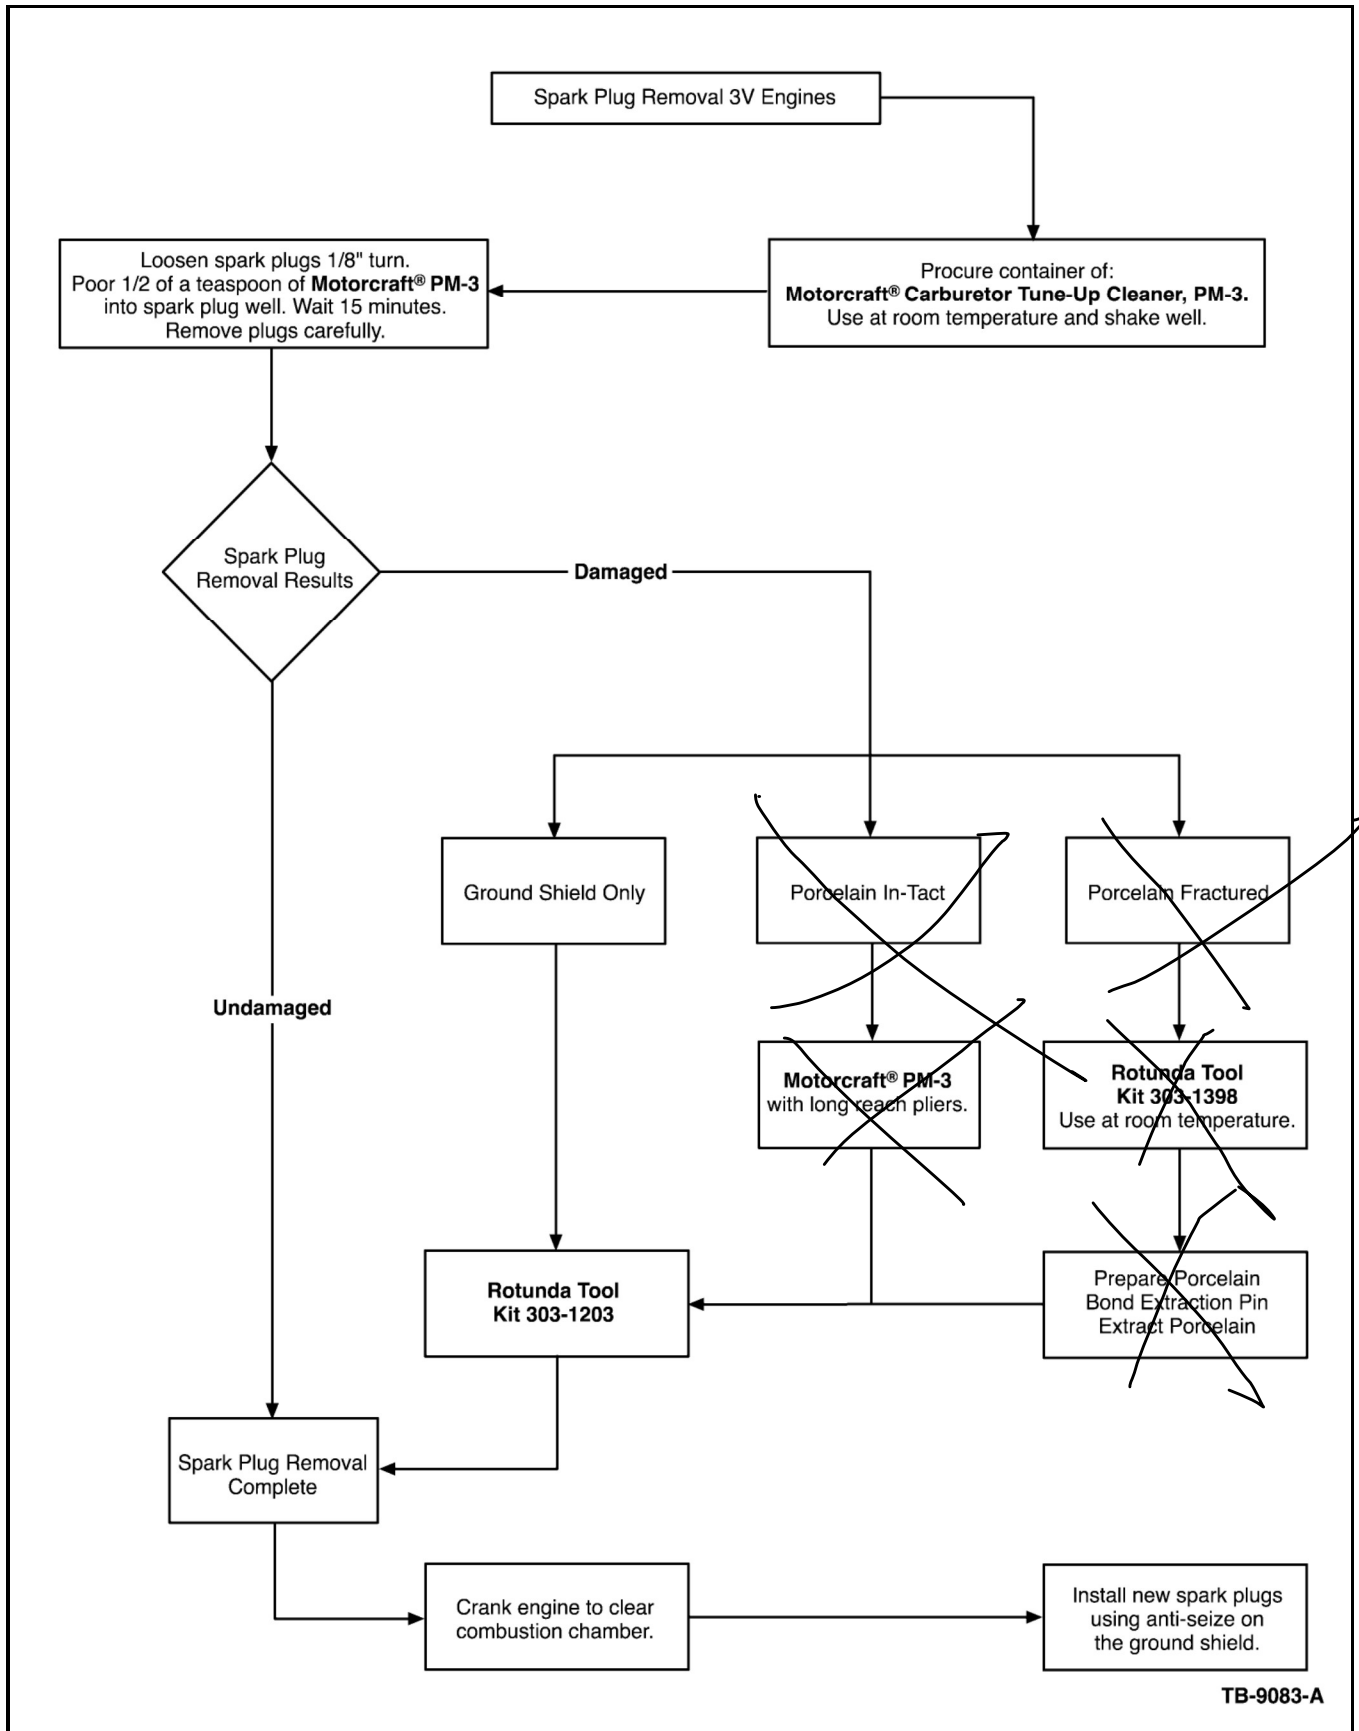 Spark Plug Removal 3V Engines
Procure container of:
Motorcraft® Carburetor Tune-Up Cleaner, PM-3.
Use at room temperature and shake well.
Loosen spark plugs 1/8" turn.
Poor 1/2 of a teaspoon of Motorcraft® PM-3
into spark plug well. Wait 15 minutes.
Remove plugs carefully.
Spark Plug
Removal Results
Damaged
Undamaged
Ground Shield Only
Porcelain In-Tact
Porcelain Fractured
Motorcraft® PM-3
with long reach pliers.
Rotunda Tool
Kit 303-1398
Use at room temperature.
Rotunda Tool
Kit 303-1203
Prepare Porcelain
Bond Extraction Pin
Extract Porcelain
Spark Plug Removal
Complete
Crank engine to clear
combustion chamber.
Install new spark plugs
using anti-seize on
the ground shield.
TB-9083-A